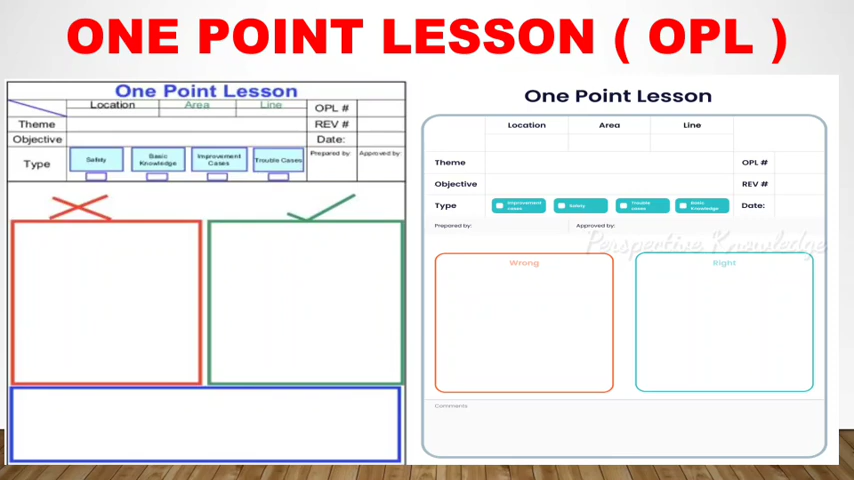 ONE POINT LESSON ( OPL )
One Point Lesson
Location Area Line OPL #
Theme REV #
Objective Date:
Type Safety Basic Knowledge Improvement Cases Trouble Cases Prepared by: Approved by:
One Point Lesson
Location Area Line
Theme OPL #
Objective REV #
Type Improvement cases Safety Trouble cases Basic Knowledge Date:
Prepared by: Approved by:
Perspective Knowledge
Wrong Right
Comments